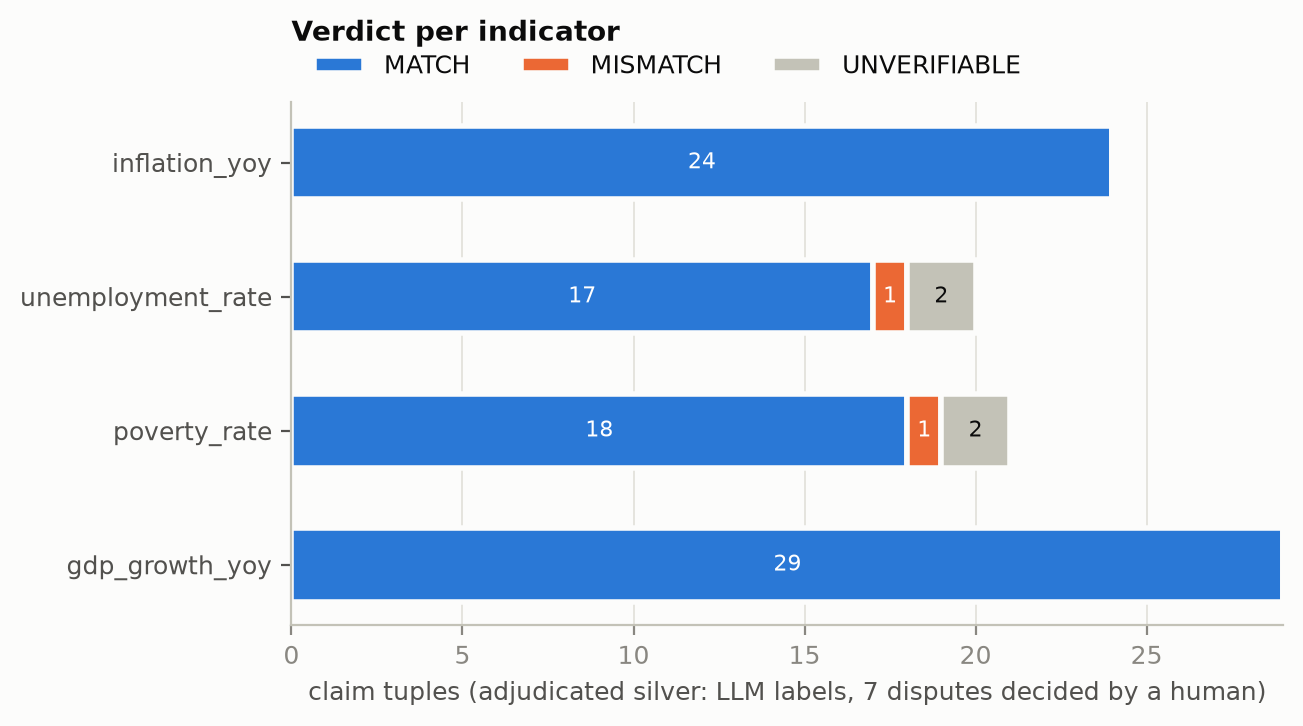 Verdict per indicator
MATCH MISMATCH UNVERIFIABLE
inflation_yoy 24
unemployment_rate 17 1 2
poverty_rate 18 1 2
gdp_growth_yoy 29
0 5 10 15 20 25
claim tuples (adjudicated silver: LLM labels, 7 disputes decided by a human)